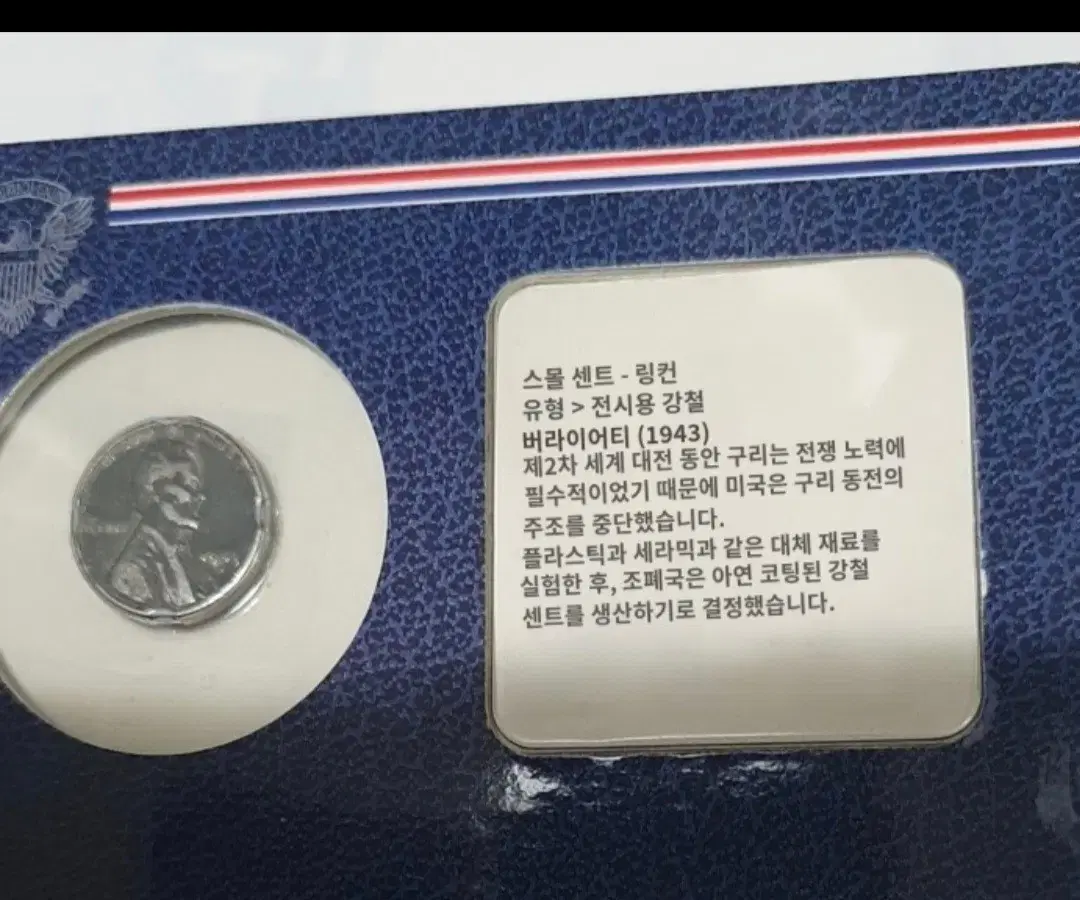 스몰 센트 - 링컨
유형 > 전시용 강철
버라이어티 (1943)
제2차 세계 대전 동안 구리는 전쟁 노력에
필수적이었기 때문에 미국은 구리 동전의
주조를 중단했습니다.
플라스틱과 세라믹과 같은 대체 재료를
실험한 후, 조폐국은 아연 코팅된 강철
센트를 생산하기로 결정했습니다.